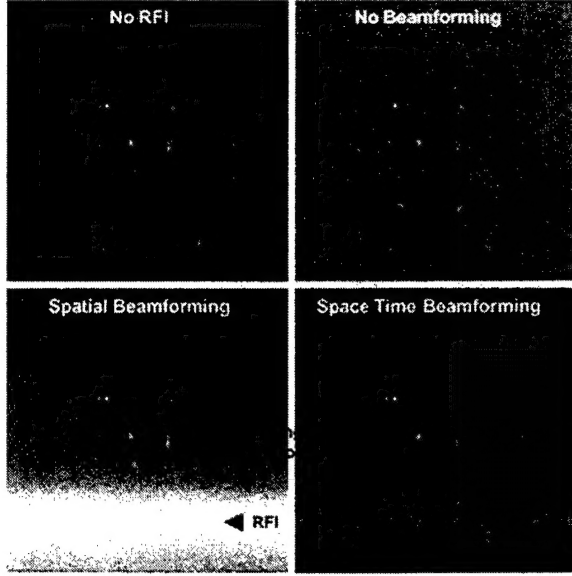 No RFI
No Beamforming
Spatial Beamforming
Space Time Beamforming
RFI